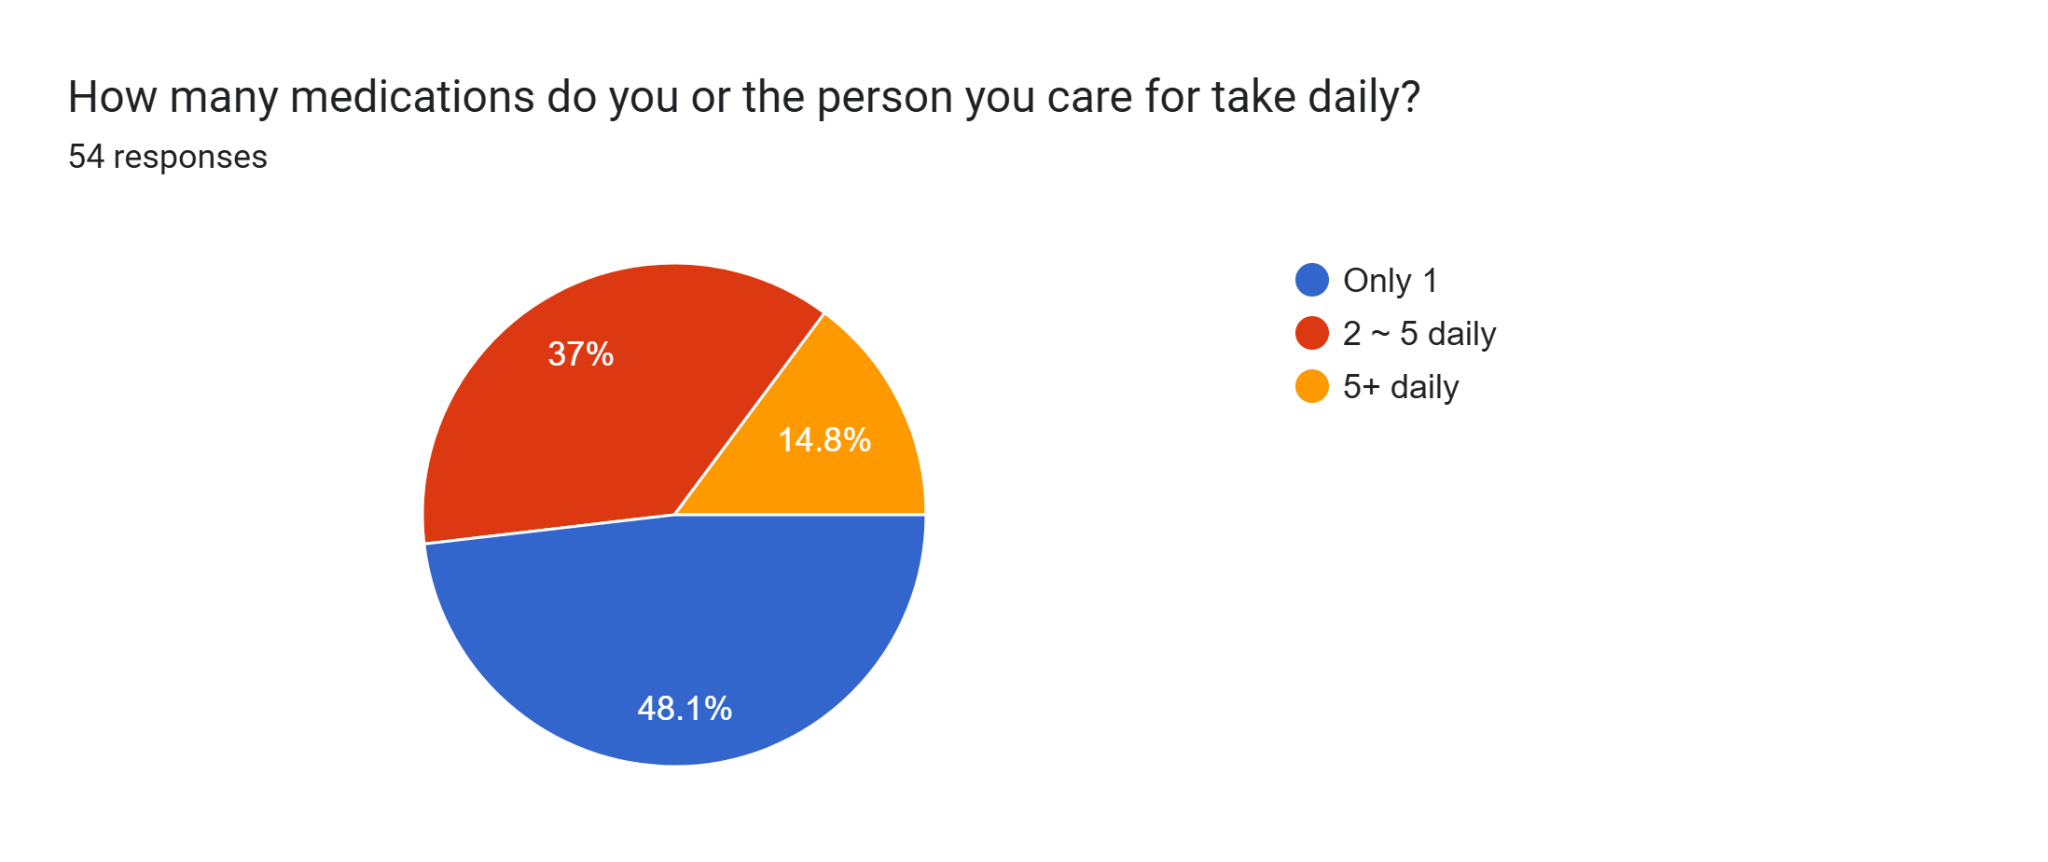 How many medications do you or the person you care for take daily?
54 responses
37%
14.8%
48.1%
Only 1
2 ~ 5 daily
5+ daily